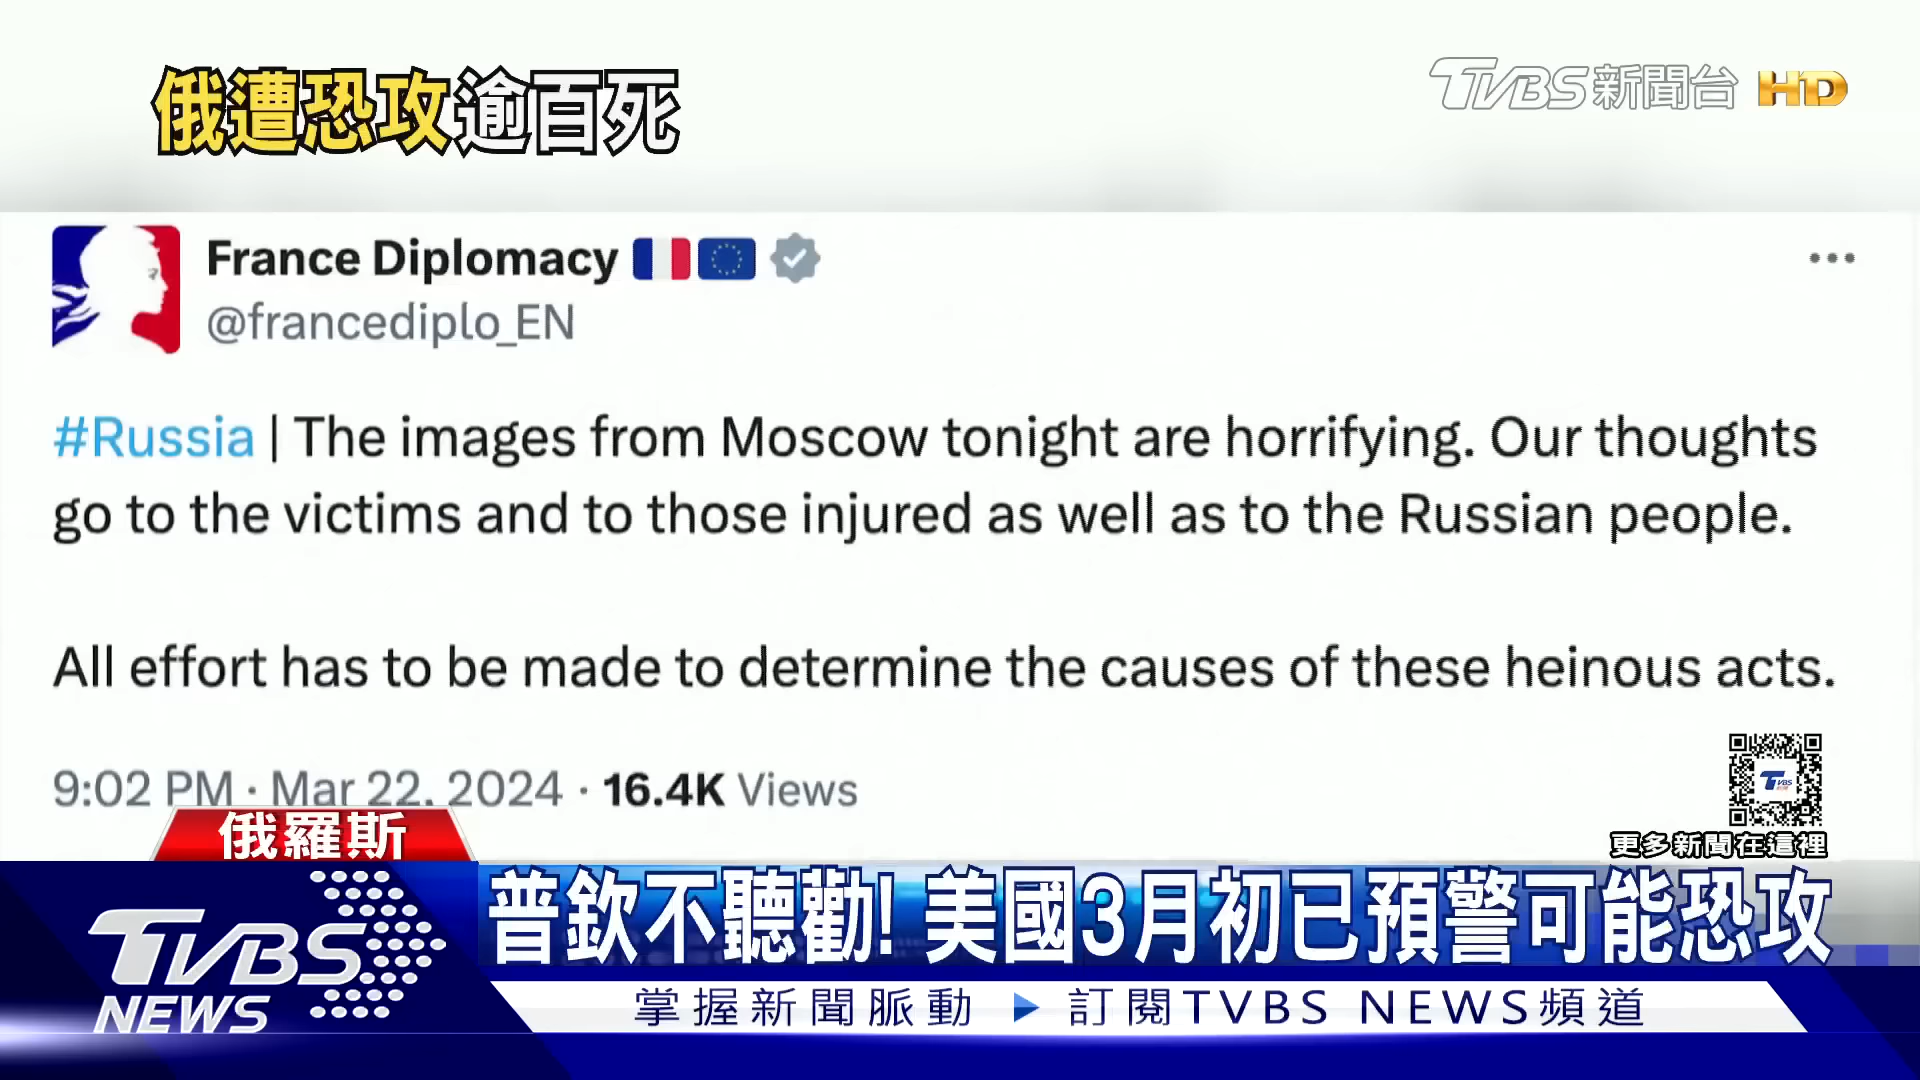 俄遭恐攻逾百死
TVBS新聞台 HD
France Diplomacy
@francediplo_EN
#Russia | The images from Moscow tonight are horrifying. Our thoughts
go to the victims and to those injured as well as to the Russian people.
All effort has to be made to determine the causes of these heinous acts.
9:02 PM · Mar 22, 2024 · 16.4K Views
TVBS
更多新聞在這裡
俄羅斯
普欽不聽勸! 美國3月初已預警可能恐攻
TVBS
NEWS
掌握新聞脈動 ▶ 訂閱TVBS NEWS頻道